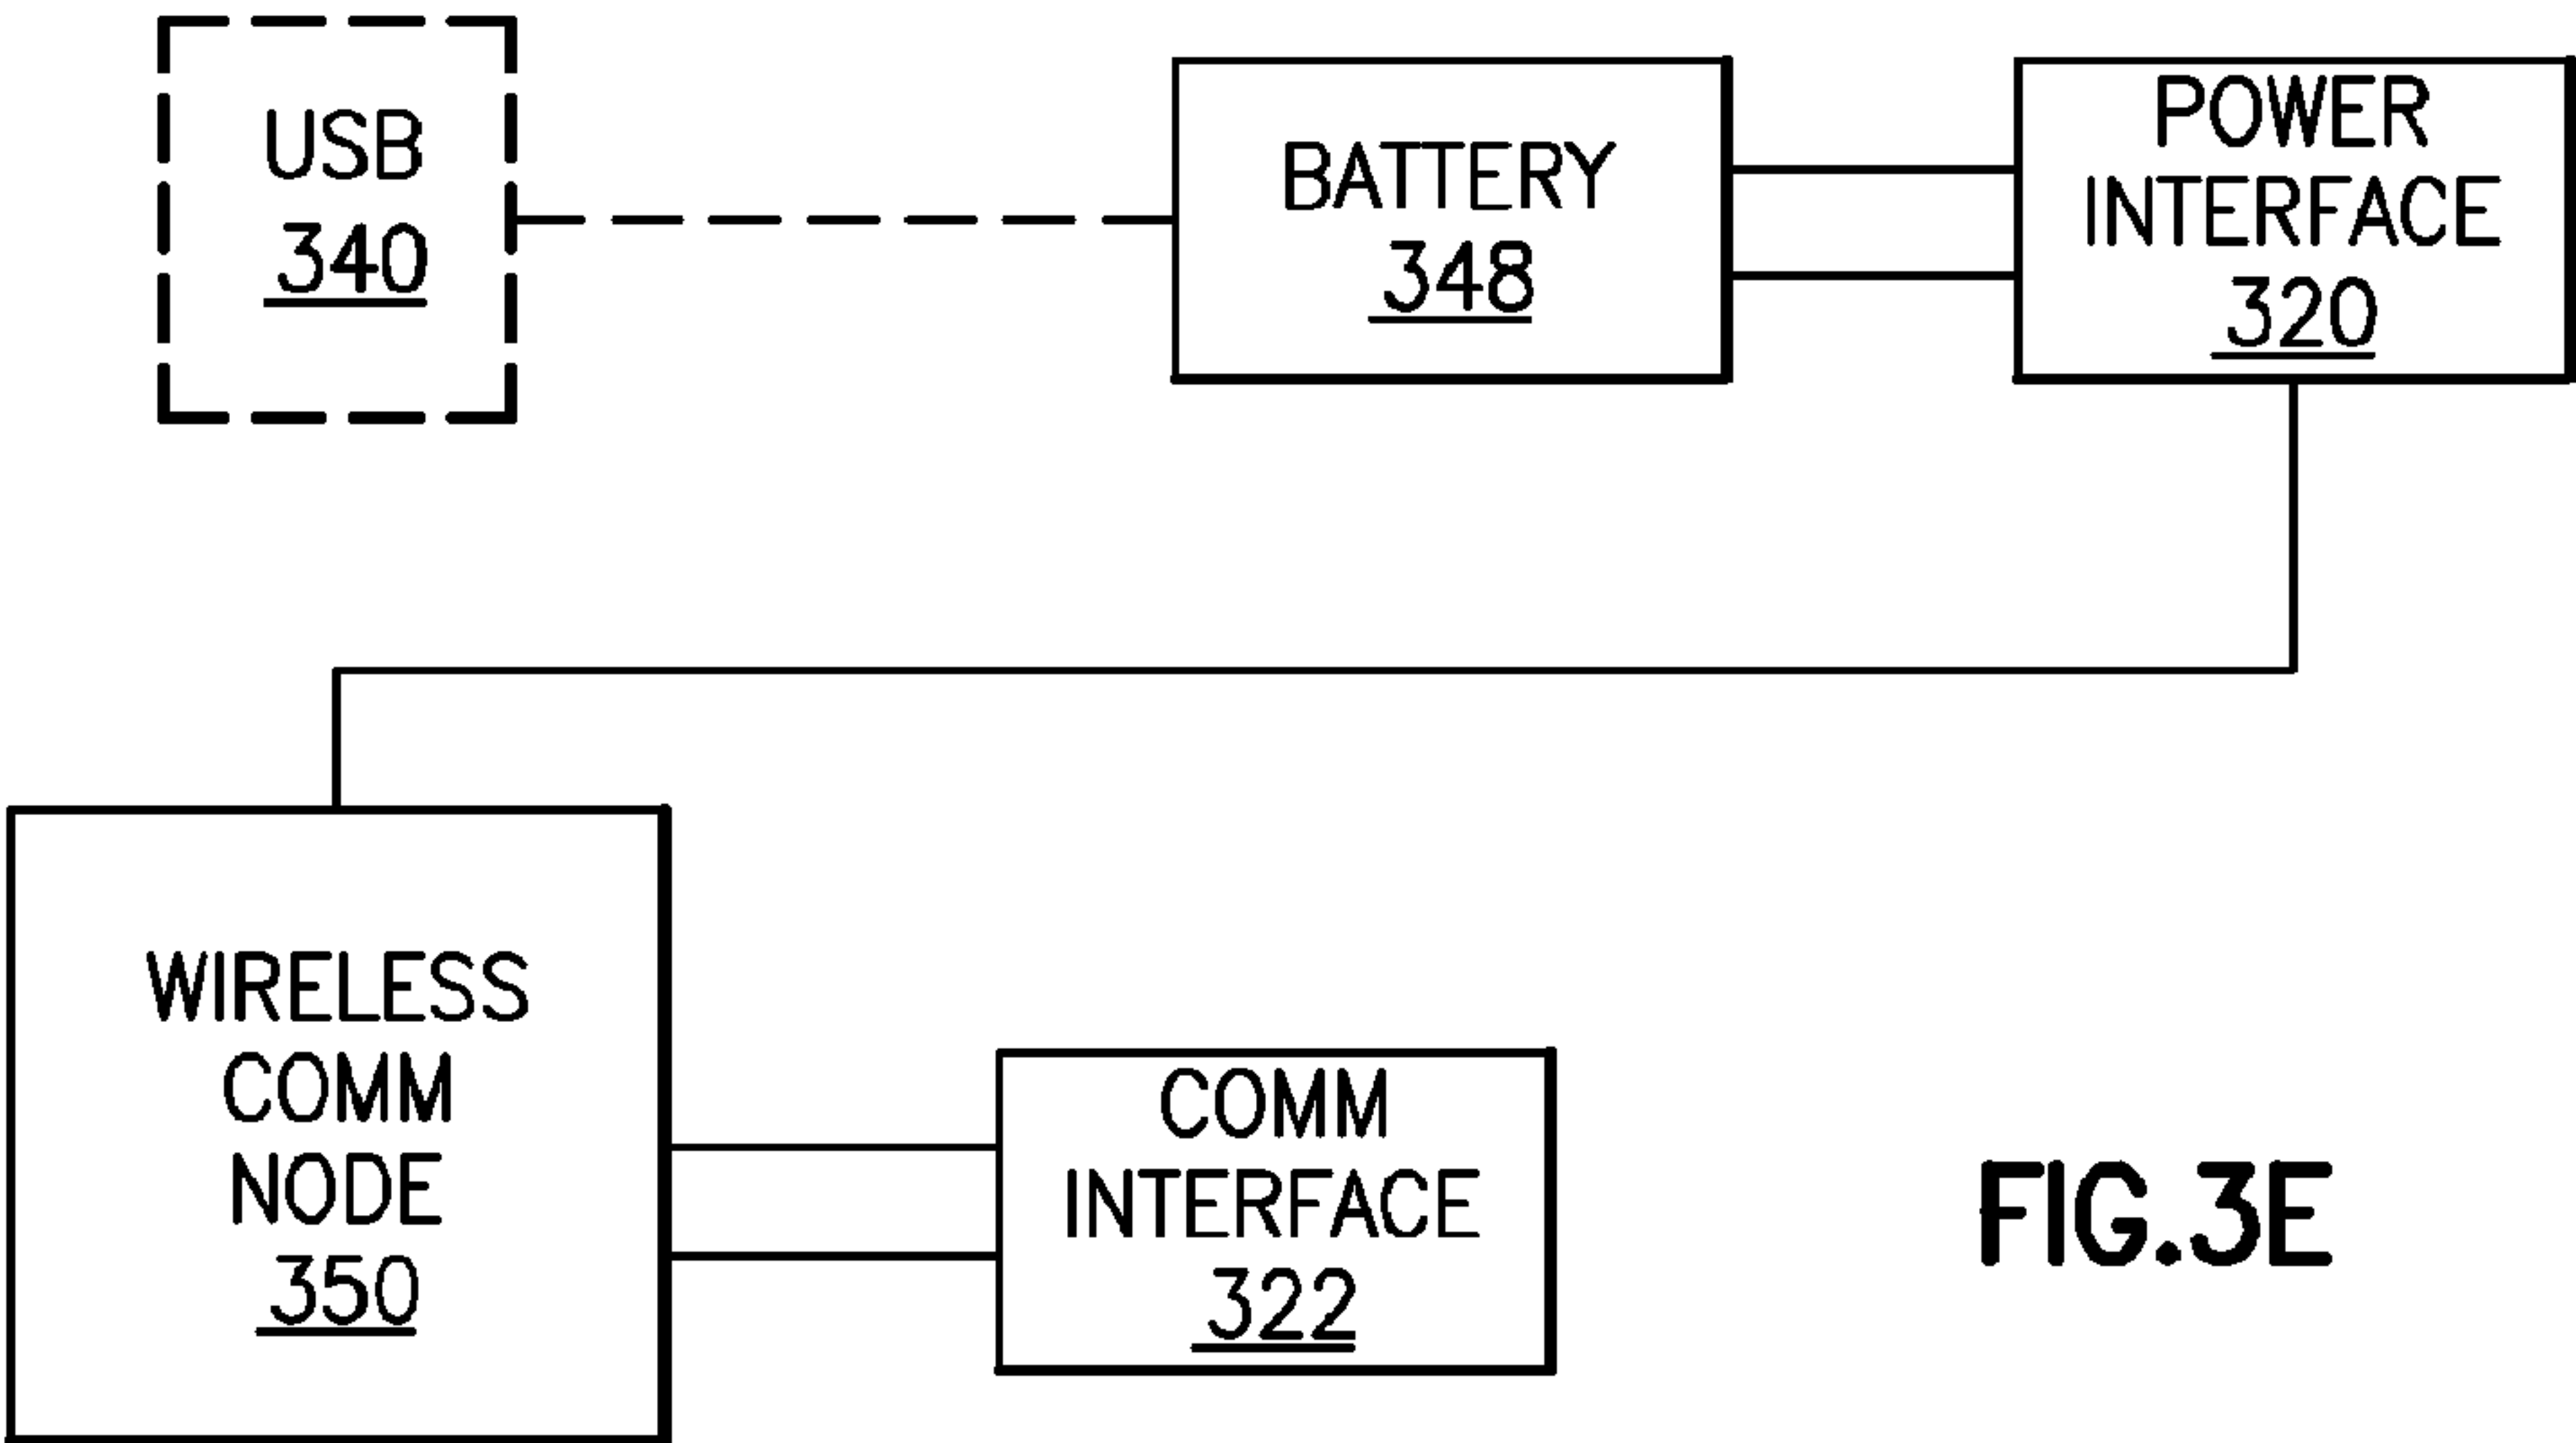 USB
340
BATTERY
348
POWER
INTERFACE
320
WIRELESS
COMM
NODE
350
COMM
INTERFACE
322
FIG.3E